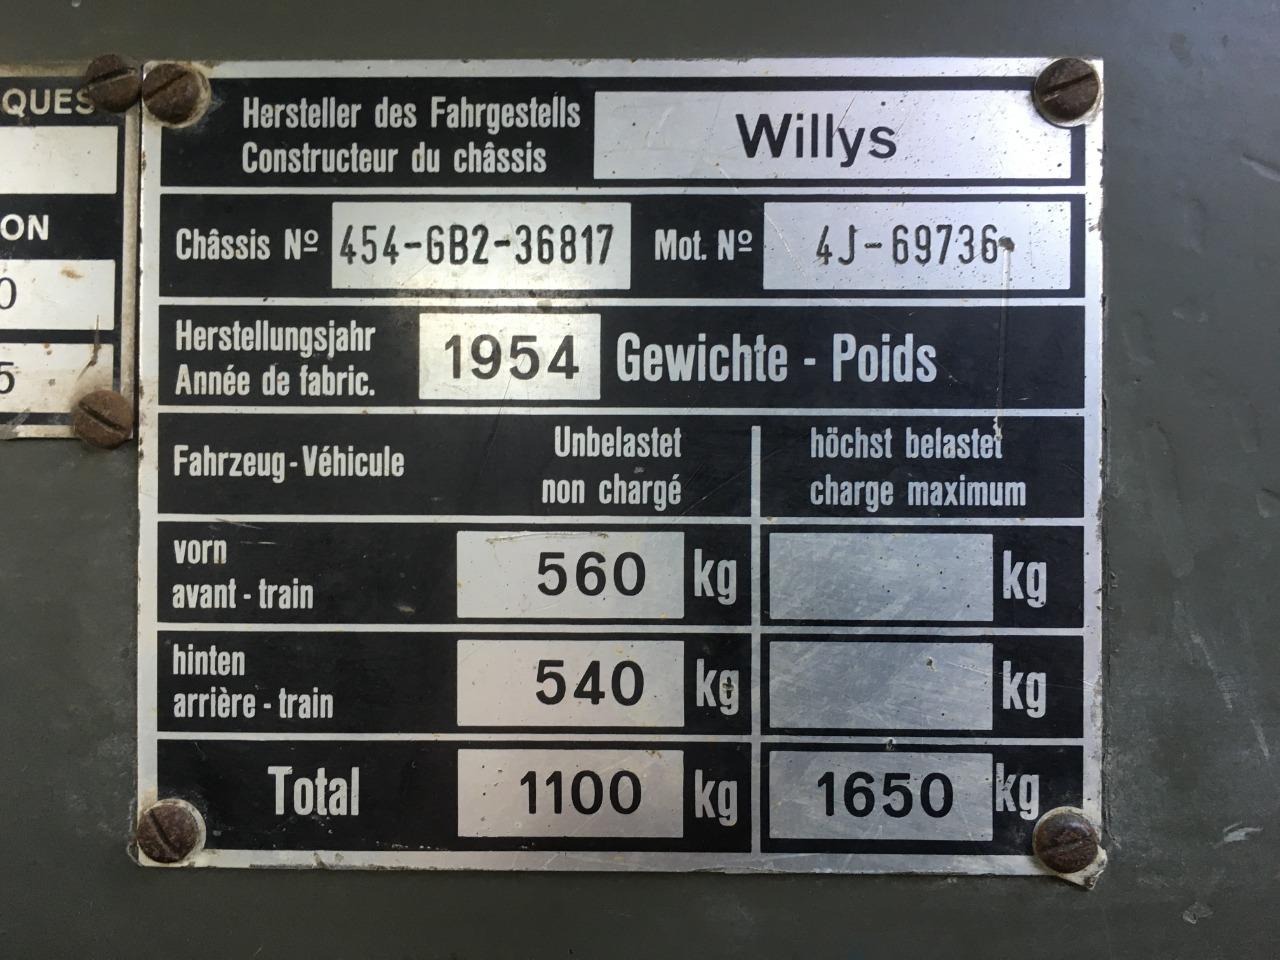 QUES
ON
0
5
Hersteller des Fahrgestells
Constructeur du châssis
Willys
Châssis Nº 454-GB2-36817 Mot. Nº 4J-69736
Herstellungsjahr
Année de fabric.
1954 Gewichte - Poids
Fahrzeug - Véhicule
Unbelastet
non chargé
höchst belastet
charge maximum
vorn
avant - train
560 kg kg
hinten
arrière - train
540 kg kg
Total 1100 kg 1650 kg